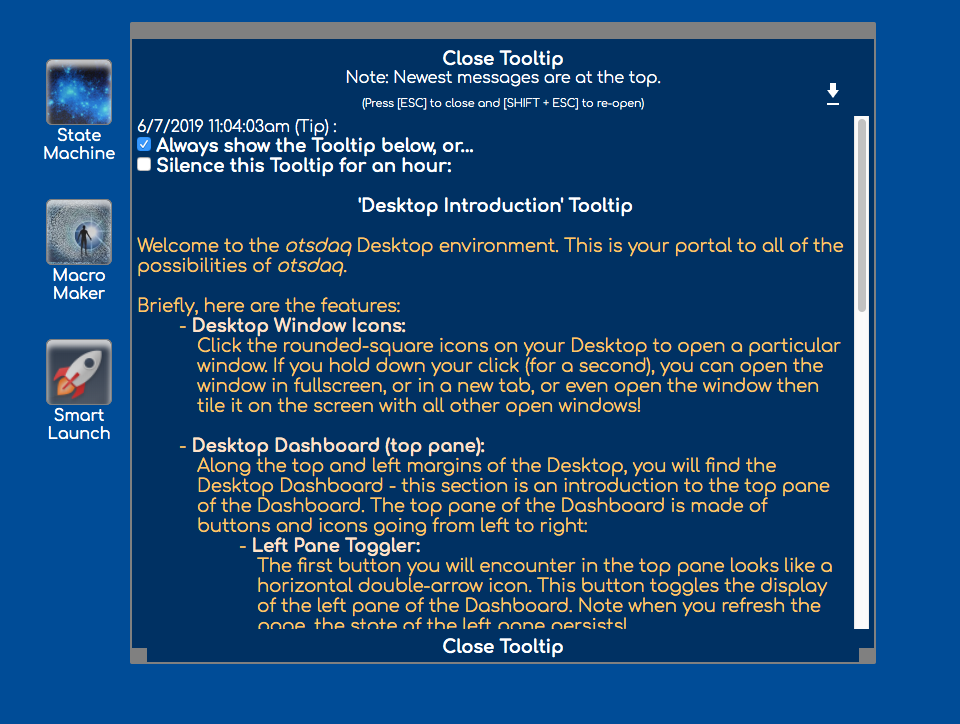 Close Tooltip
Note: Newest messages are at the top.
(Press [ESC] to close and [SHIFT + ESC] to re-open)
State
Machine
Macro
Maker
Smart
Launch
6/7/2019 11:04:03am (Tip) :
Always show the Tooltip below, or...
Silence this Tooltip for an hour:
'Desktop Introduction' Tooltip
Welcome to the otsdaq Desktop environment. This is your portal to all of the
possibilities of otsdaq.
Briefly, here are the features:
- Desktop Window Icons:
Click the rounded-square icons on your Desktop to open a particular
window. If you hold down your click (for a second), you can open the
window in fullscreen, or in a new tab, or even open the window then
tile it on the screen with all other open windows!
- Desktop Dashboard (top pane):
Along the top and left margins of the Desktop, you will find the
Desktop Dashboard - this section is an introduction to the top pane
of the Dashboard. The top pane of the Dashboard is made of
buttons and icons going from left to right:
- Left Pane Toggler:
The first button you will encounter in the top pane looks like a
horizontal double-arrow icon. This button toggles the display
of the left pane of the Dashboard. Note when you refresh the
page, the state of the left pane persists!
Close Tooltip